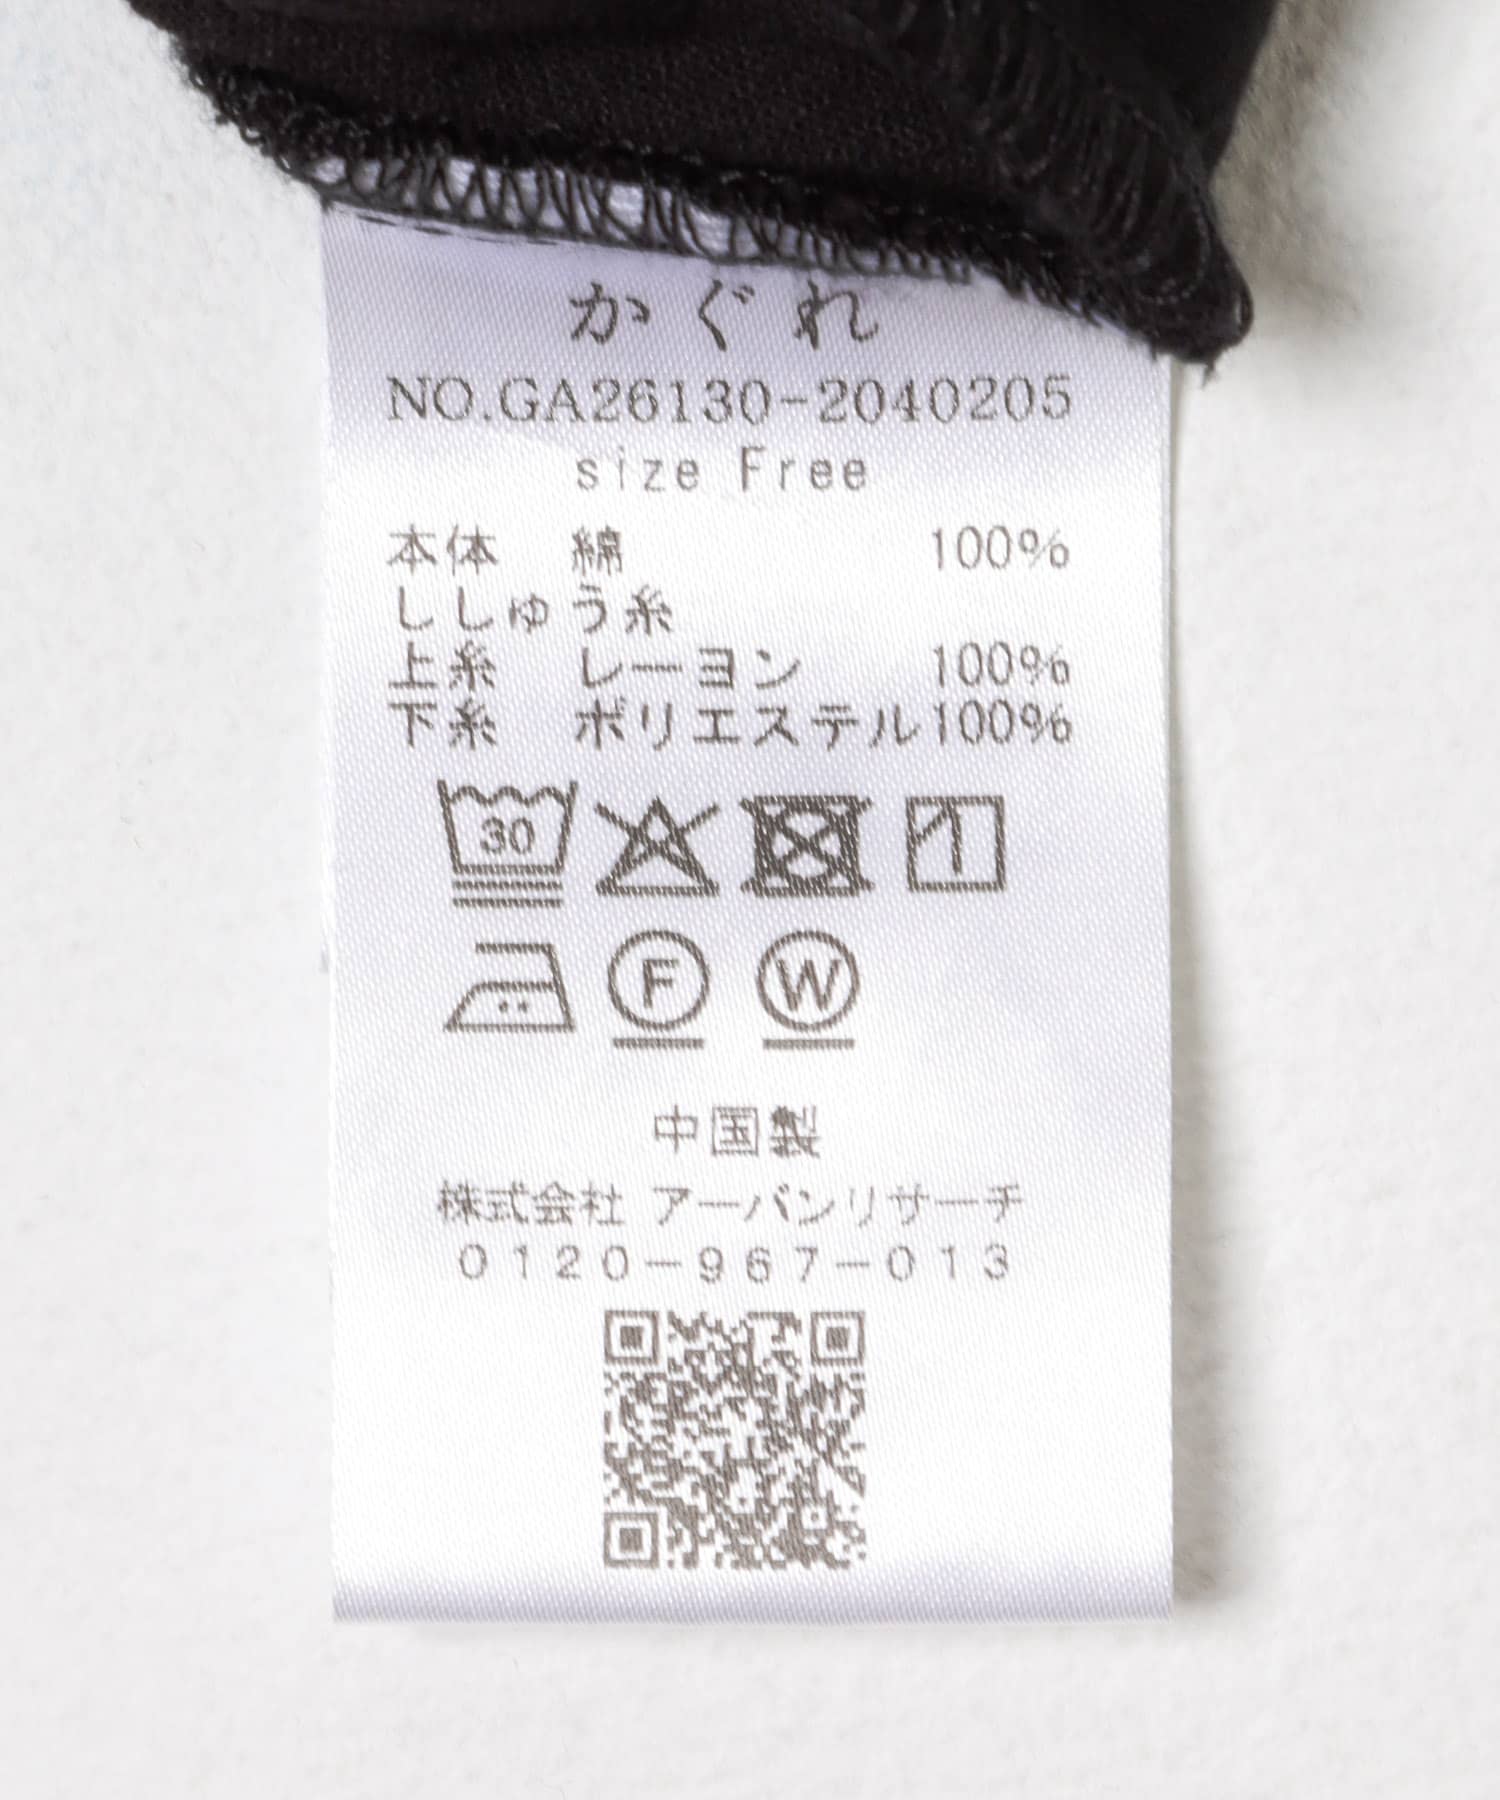 かぐれ
NO.GA26130-2040205
size Free
本体 綿 100%
ししゅう糸
上糸 レーヨン 100%
下糸 ポリエステル100%
30
F W
中国製
株式会社 アーバンリサーチ
0120-967-013